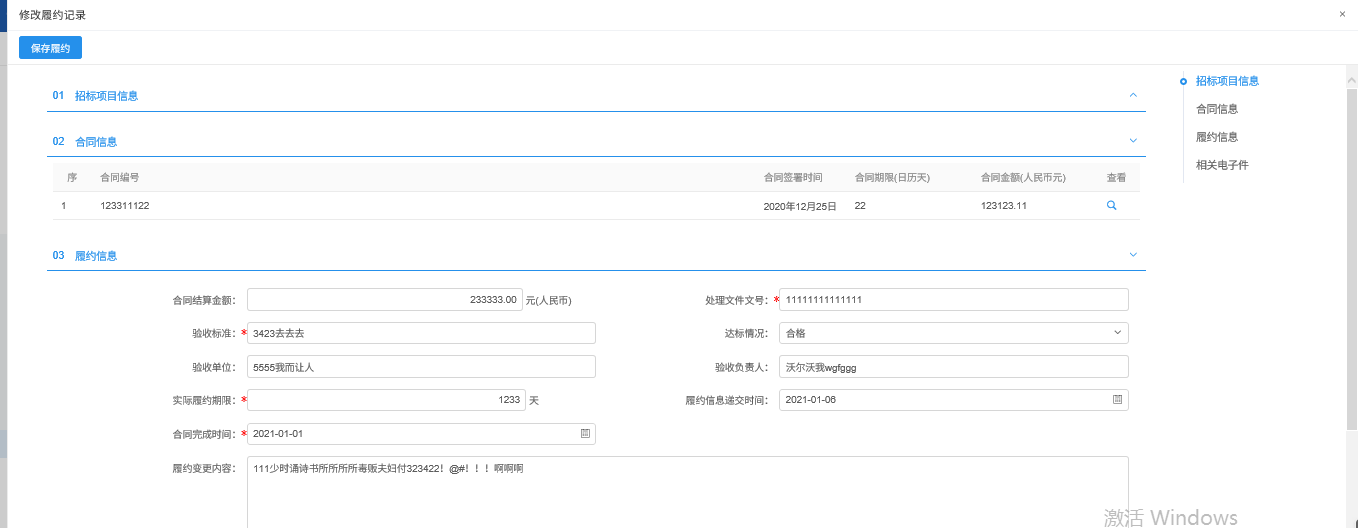 修改履约记录
×
保存履约
01 招标项目信息
招标项目信息
合同信息
履约信息
相关电子件
02 合同信息
序 合同编号 合同签署时间 合同期限(日历天) 合同金额(人民币元) 查看
1 123311122 2020年12月25日 22 123123.11
03 履约信息
合同结算金额: 233333.00 元(人民币) 处理文件文号: * 11111111111111
验收标准: * 3423去去去 达标情况: 合格
验收单位: 5555我而让人 验收负责人: 沃尔沃我wgfggg
实际履约期限: * 1233 天 履约信息递交时间: 2021-01-06
合同完成时间: * 2021-01-01
履约变更内容: 111少时诵诗书所所所所毒贩夫妇付323422！@#！！！啊啊啊
激活 Windows